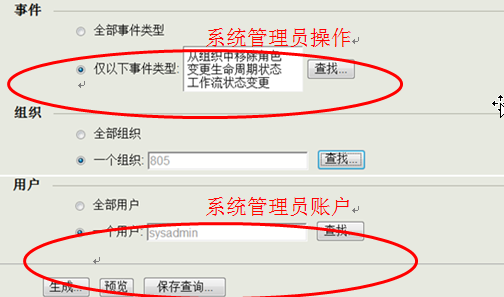 事件
全部事件类型
系统管理员操作
从组织中移除角色
仅以下事件类型: 变更生命周期状态 查找...
工作流状态变更
组织
全部组织
一个组织: 805 查找...
用户
全部用户
系统管理员账户
一个用户: sysadmin 查找...
生成... 预览 保存查询...